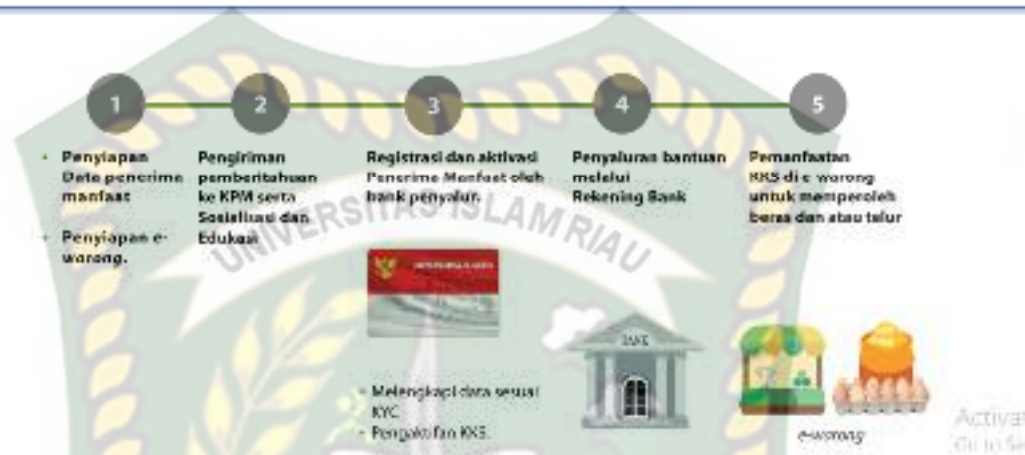 1
2
3
4
5
• Penyiapan
Data penerima
manfaat
• Penyiapan e-
warong.
Pengiriman
pemberitahuan
ke KPM serta
Sosialisasi dan
Edukasi
Registrasi dan aktivasi
Penerima Manfaat oleh
bank penyalur.
Penyaluran bantuan
melalui
Rekening Bank
Pemanfaatan
KKS di e-warong
untuk memperoleh
beras dan atau telur
UNIVERSITAS ISLAM RIAU
BANK
- Melengkapi data sesuai
KYC
- Pengaktifan KKS.
e-warong